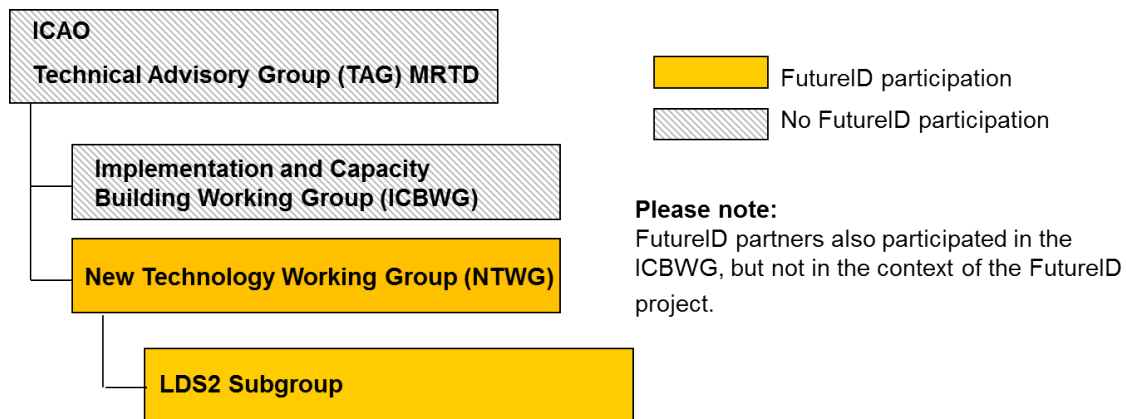 ICAO
Technical Advisory Group (TAG) MRTD
Implementation and Capacity
Building Working Group (ICBWG)
New Technology Working Group (NTWG)
LDS2 Subgroup
FutureID participation
No FutureID participation
Please note:
FutureID partners also participated in the
ICBWG, but not in the context of the FutureID
project.